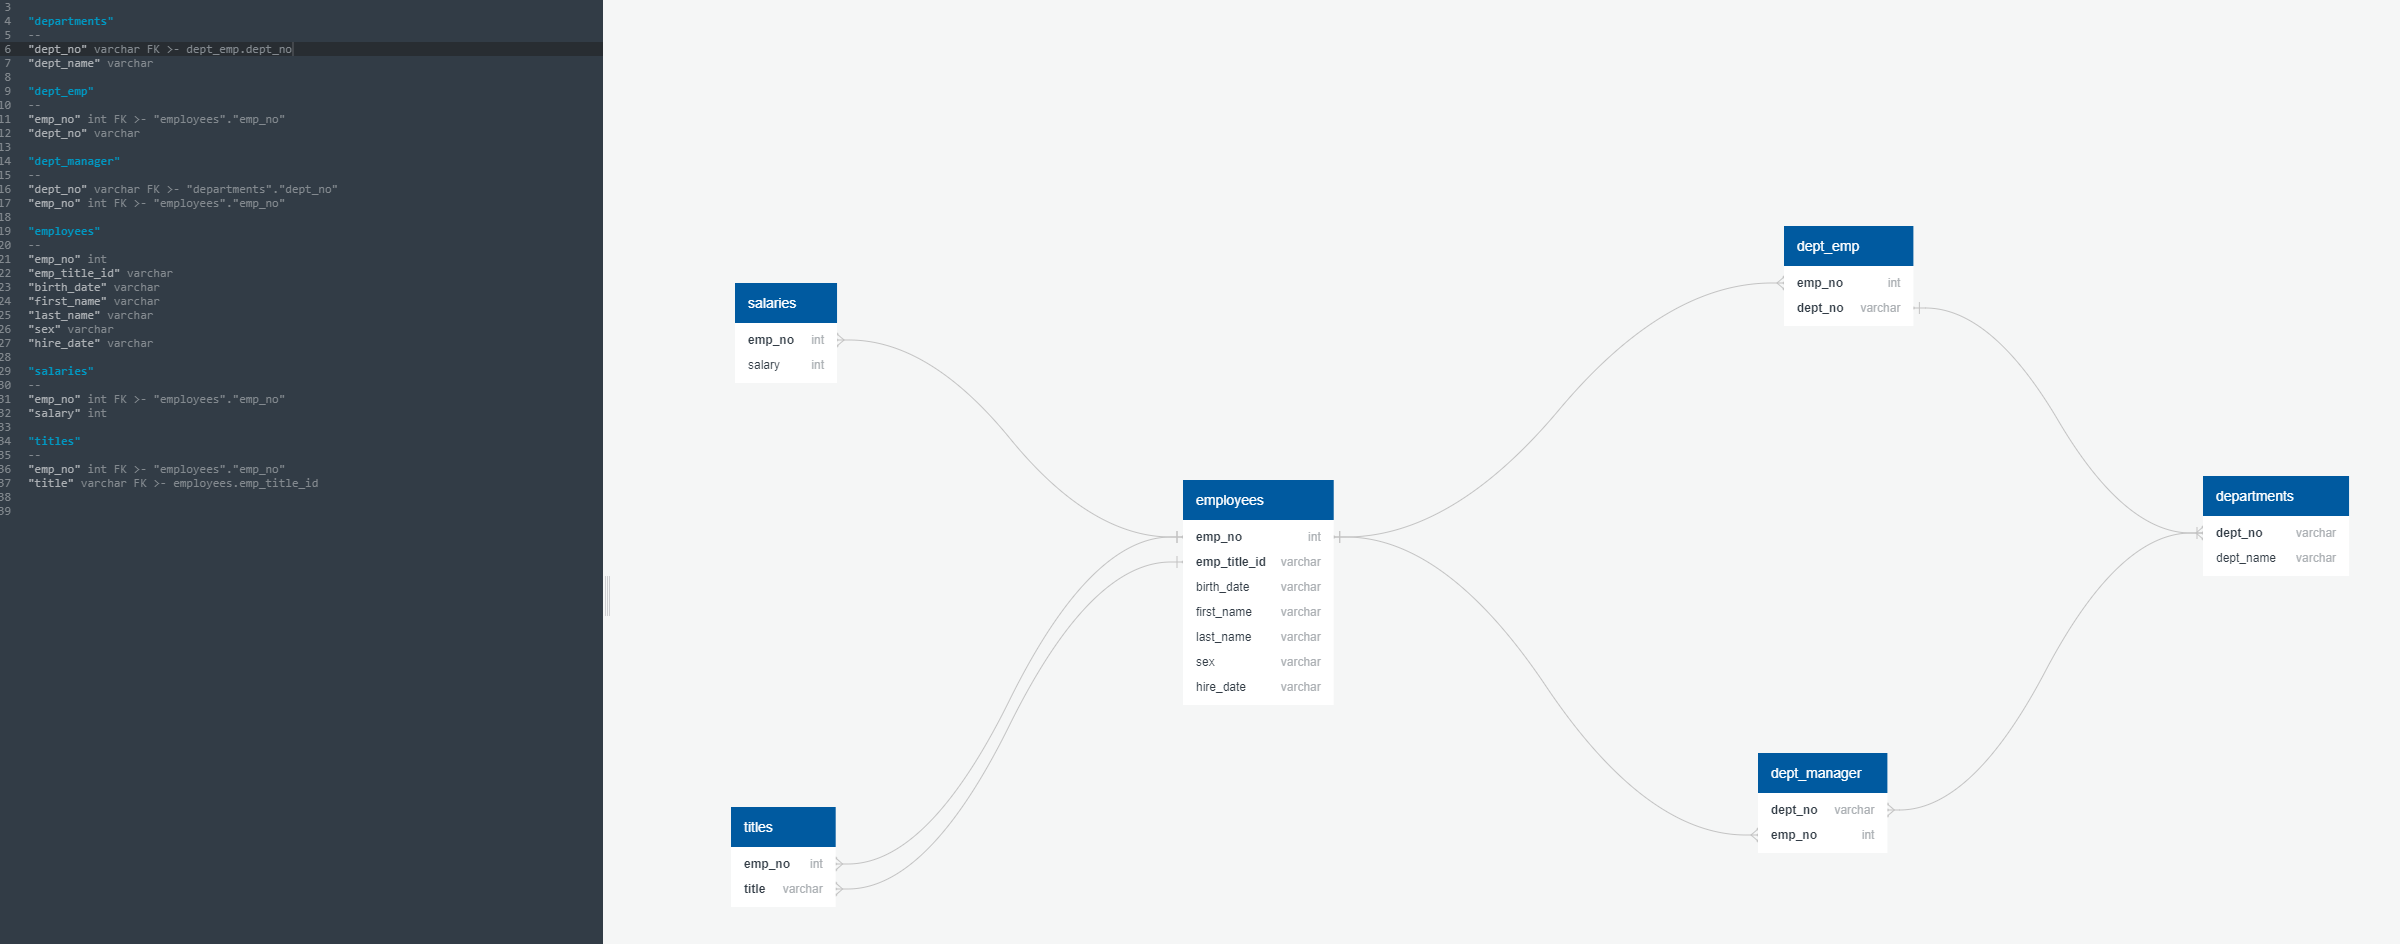 3
4 "departments"
5 --
6 "dept_no" varchar FK >- dept_emp.dept_no
7 "dept_name" varchar
8
9 "dept_emp"
10 --
11 "emp_no" int FK >- "employees"."emp_no"
12 "dept_no" varchar
13
14 "dept_manager"
15 --
16 "dept_no" varchar FK >- "departments"."dept_no"
17 "emp_no" int FK >- "employees"."emp_no"
18
19 "employees"
20 --
21 "emp_no" int
22 "emp_title_id" varchar
23 "birth_date" varchar
24 "first_name" varchar
25 "last_name" varchar
26 "sex" varchar
27 "hire_date" varchar
28
29 "salaries"
30 --
31 "emp_no" int FK >- "employees"."emp_no"
32 "salary" int
33
34 "titles"
35 --
36 "emp_no" int FK >- "employees"."emp_no"
37 "title" varchar FK >- employees.emp_title_id
38
39
salaries
emp_no int
salary int
titles
emp_no int
title varchar
employees
emp_no int
emp_title_id varchar
birth_date varchar
first_name varchar
last_name varchar
sex varchar
hire_date varchar
dept_emp
emp_no int
dept_no varchar
dept_manager
dept_no varchar
emp_no int
departments
dept_no varchar
dept_name varchar